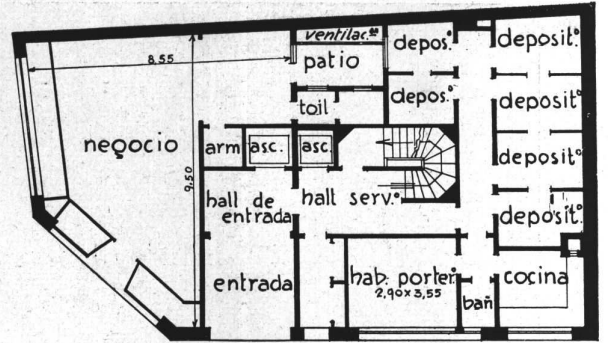 ventilac.ºⁿ
depos.º
deposit.º
8,55
patio
depos.º
deposit.º
toil
negocio
9,50
arm
asc.
asc.
deposit.º
hall de
entrada
hall serv.º
deposit.º
entrada
hab. porter.
2,90 x 3,55
bañ
cocina